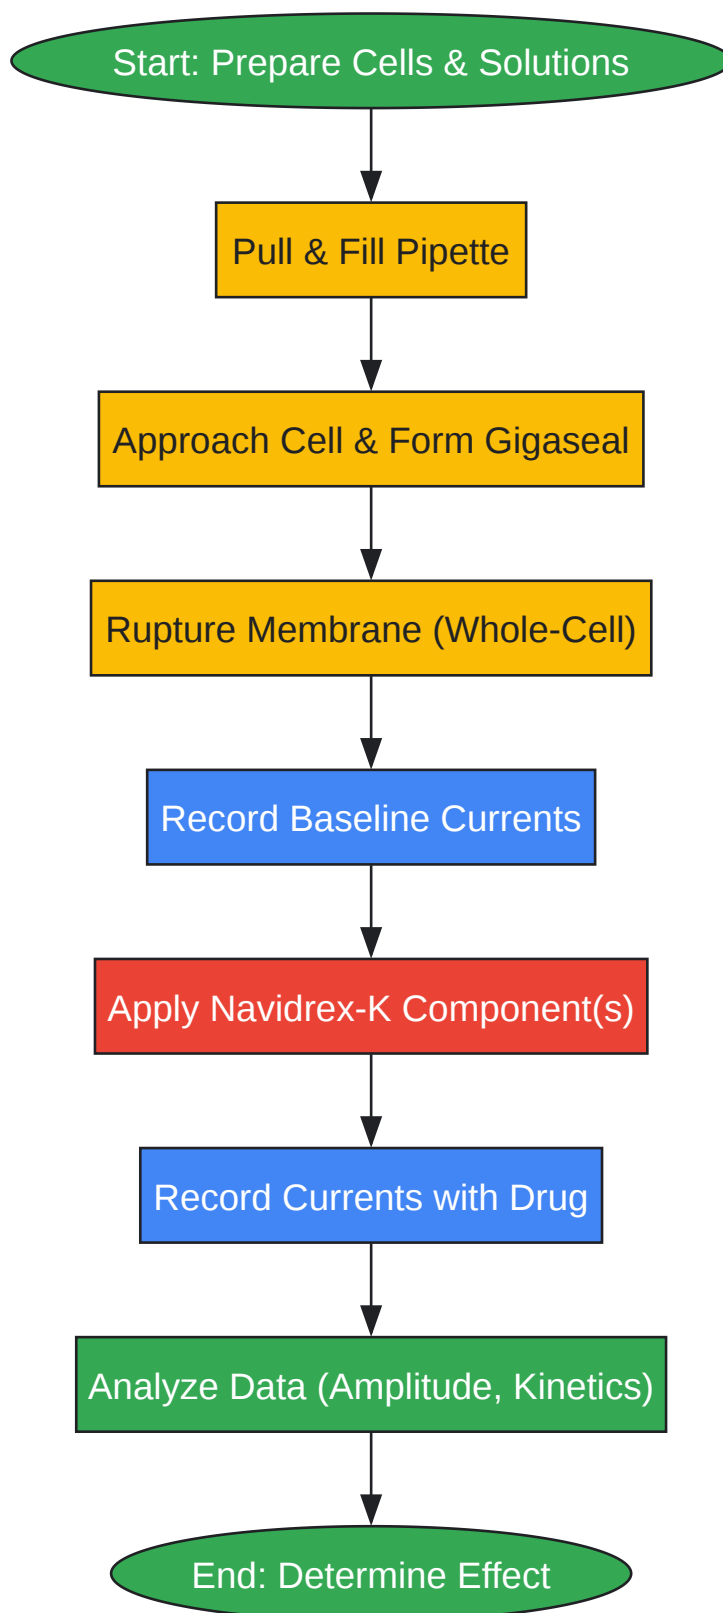 Start: Prepare Cells & Solutions
Pull & Fill Pipette
Approach Cell & Form Gigaseal
Rupture Membrane (Whole-Cell)
Record Baseline Currents
Apply Navidrex-K Component(s)
Record Currents with Drug
Analyze Data (Amplitude, Kinetics)
End: Determine Effect